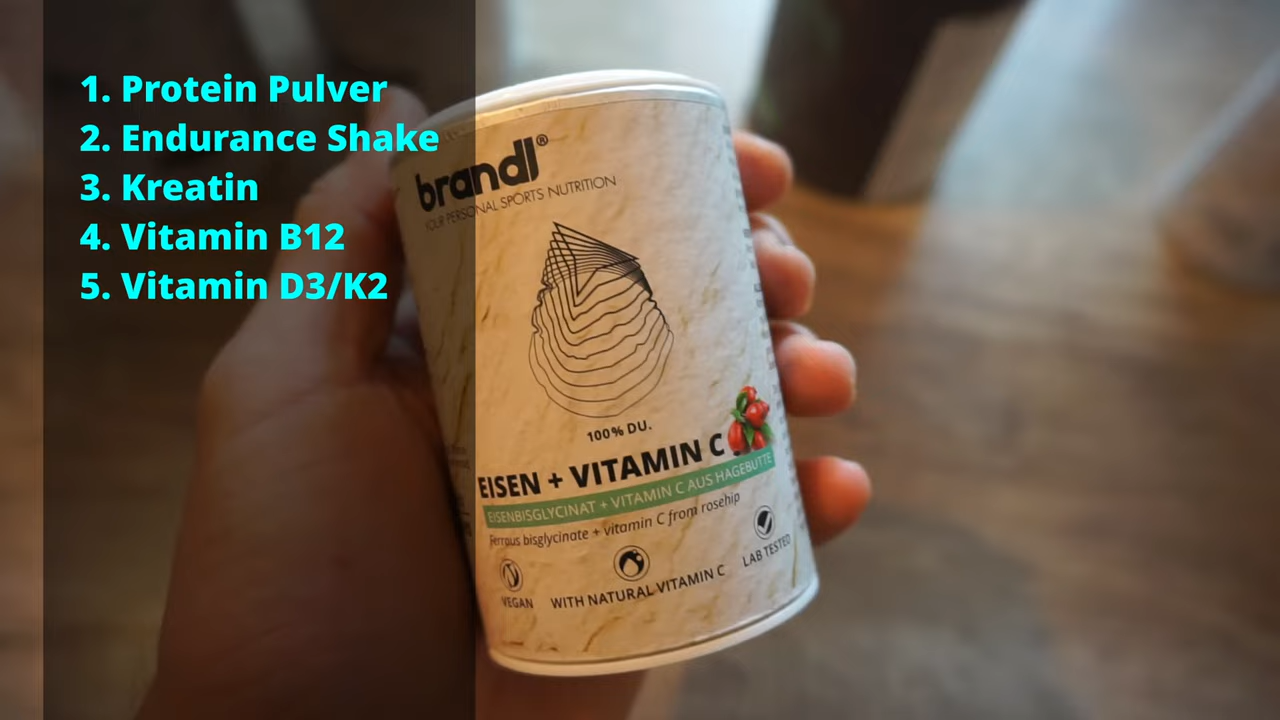 1. Protein Pulver
2. Endurance Shake
3. Kreatin
4. Vitamin B12
5. Vitamin D3/K2
brandl®
YOUR PERSONAL SPORTS NUTRITION
100% DU.
EISEN + VITAMIN C
EISENBISGLYCINAT + VITAMIN C AUS HAGEBUTTE
Ferrous bisglycinate + vitamin C from rosehip
VEGAN
WITH NATURAL VITAMIN C
LAB TESTED